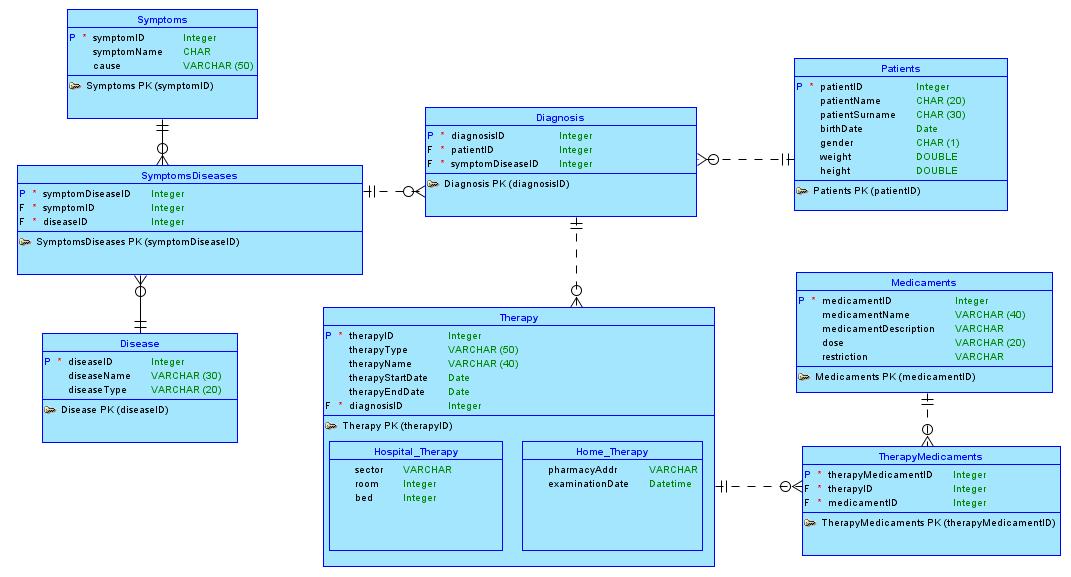 Symptoms
P * symptomID Integer
symptomName CHAR
cause VARCHAR (50)
Symptoms PK (symptomID)
Patients
P * patientID Integer
patientName CHAR (20)
patientSurname CHAR (30)
birthDate Date
gender CHAR (1)
weight DOUBLE
height DOUBLE
Patients PK (patientID)
Diagnosis
P * diagnosisID Integer
F * patientID Integer
F * symptomDiseaseID Integer
Diagnosis PK (diagnosisID)
SymptomsDiseases
P * symptomDiseaseID Integer
F * symptomID Integer
F * diseaseID Integer
SymptomsDiseases PK (symptomDiseaseID)
Medicaments
P * medicamentID Integer
medicamentName VARCHAR (40)
medicamentDescription VARCHAR
dose VARCHAR (20)
restriction VARCHAR
Medicaments PK (medicamentID)
Therapy
P * therapyID Integer
therapyType VARCHAR (50)
therapyName VARCHAR (40)
therapyStartDate Date
therapyEndDate Date
F * diagnosisID Integer
Therapy PK (therapyID)
Hospital_Therapy
sector VARCHAR
room Integer
bed Integer
Home_Therapy
pharmacyAddr VARCHAR
examinationDate Datetime
Disease
P * diseaseID Integer
diseaseName VARCHAR (30)
diseaseType VARCHAR (20)
Disease PK (diseaseID)
TherapyMedicaments
P * therapyMedicamentID Integer
F * therapyID Integer
F * medicamentID Integer
TherapyMedicaments PK (therapyMedicamentID)